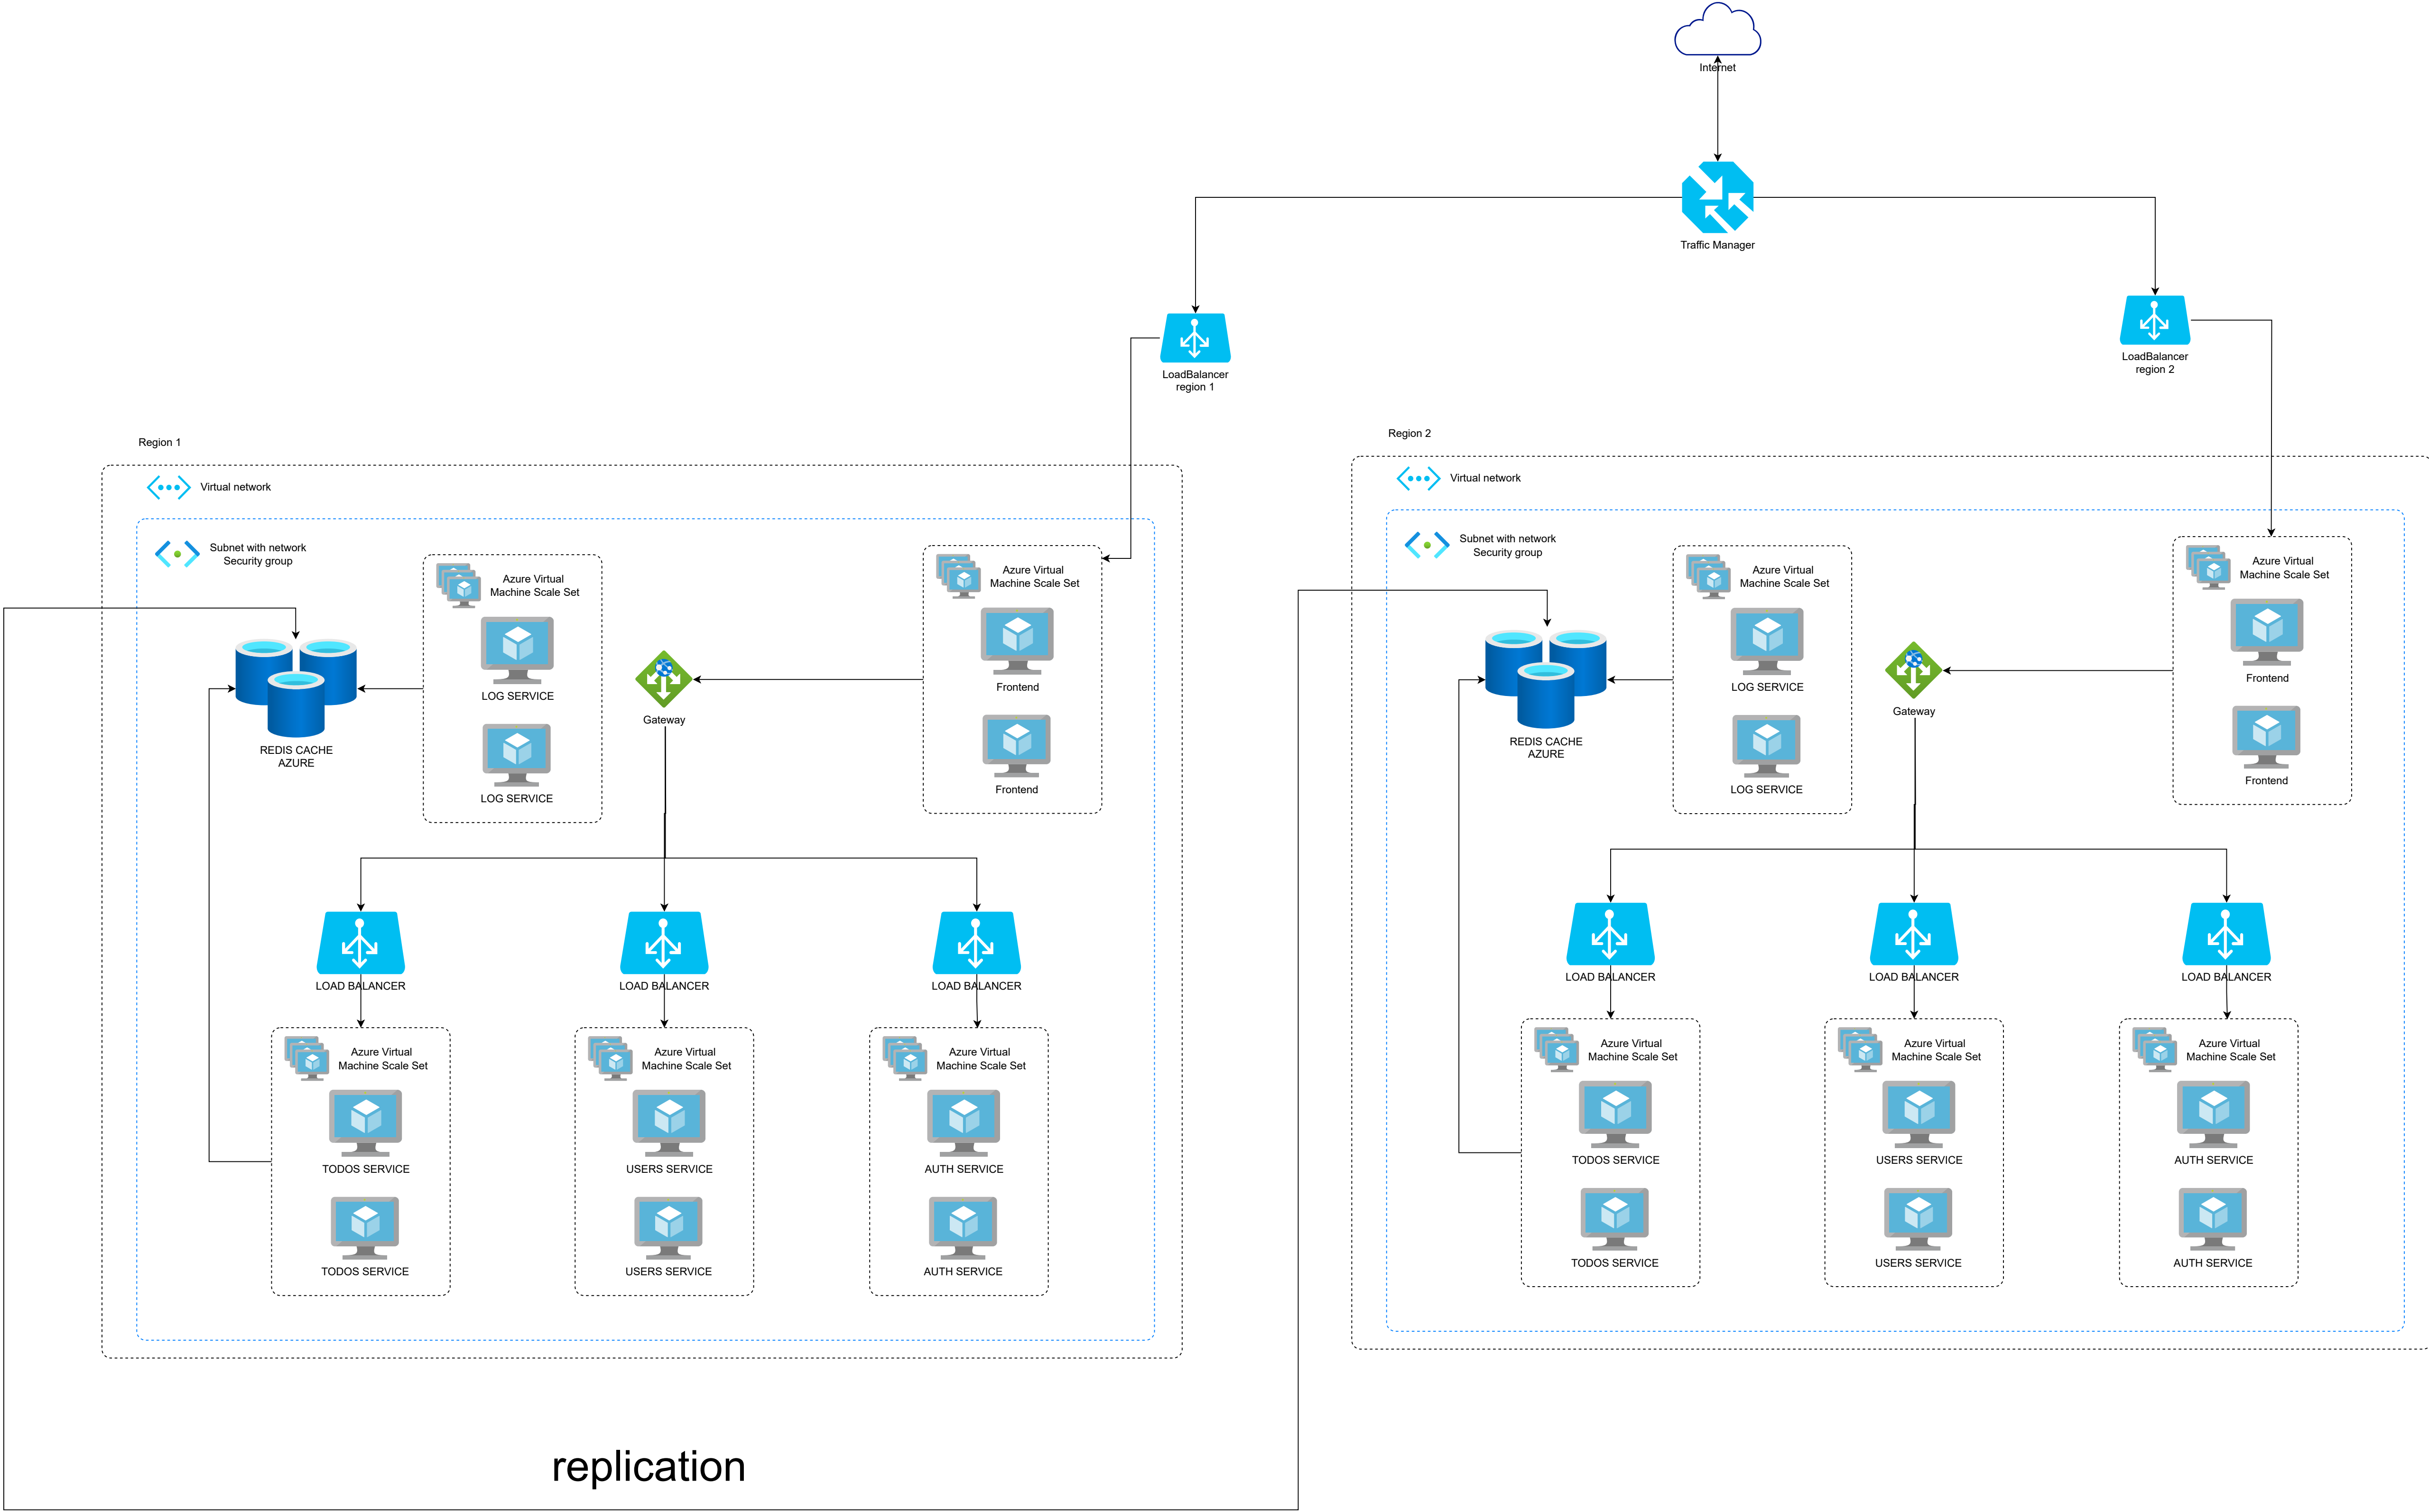 Internet
Traffic Manager
LoadBalancer
region 1
LoadBalancer
region 2
Region 1
Virtual network
Subnet with network
Security group
Azure Virtual
Machine Scale Set
LOG SERVICE
LOG SERVICE
Azure Virtual
Machine Scale Set
Frontend
Frontend
REDIS CACHE
AZURE
Gateway
LOAD BALANCER
LOAD BALANCER
LOAD BALANCER
Azure Virtual
Machine Scale Set
TODOS SERVICE
TODOS SERVICE
Azure Virtual
Machine Scale Set
USERS SERVICE
USERS SERVICE
Azure Virtual
Machine Scale Set
AUTH SERVICE
AUTH SERVICE
Region 2
Virtual network
Subnet with network
Security group
Azure Virtual
Machine Scale Set
LOG SERVICE
LOG SERVICE
Azure Virtual
Machine Scale Set
Frontend
Frontend
REDIS CACHE
AZURE
Gateway
LOAD BALANCER
LOAD BALANCER
LOAD BALANCER
Azure Virtual
Machine Scale Set
TODOS SERVICE
TODOS SERVICE
Azure Virtual
Machine Scale Set
USERS SERVICE
USERS SERVICE
Azure Virtual
Machine Scale Set
AUTH SERVICE
AUTH SERVICE
replication